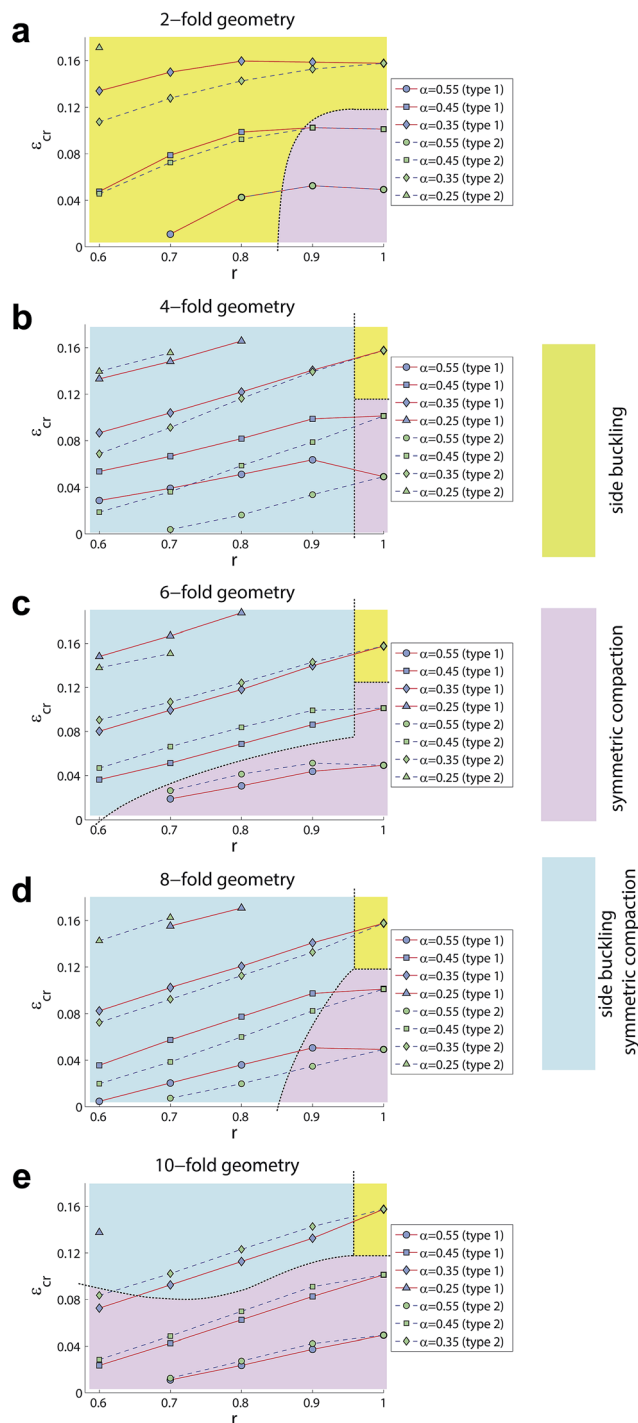 a
2-fold geometry
0.16
0.12
0.08
0.04
0
εcr
0.6 0.7 0.8 0.9 1
r
α=0.55 (type 1)
α=0.45 (type 1)
α=0.35 (type 1)
α=0.55 (type 2)
α=0.45 (type 2)
α=0.35 (type 2)
α=0.25 (type 2)
b
4-fold geometry
0.16
0.12
0.08
0.04
0
εcr
0.6 0.7 0.8 0.9 1
r
α=0.55 (type 1)
α=0.45 (type 1)
α=0.35 (type 1)
α=0.25 (type 1)
α=0.55 (type 2)
α=0.45 (type 2)
α=0.35 (type 2)
α=0.25 (type 2)
side buckling
c
6-fold geometry
0.16
0.12
0.08
0.04
0
εcr
0.6 0.7 0.8 0.9 1
r
α=0.55 (type 1)
α=0.45 (type 1)
α=0.35 (type 1)
α=0.25 (type 1)
α=0.55 (type 2)
α=0.45 (type 2)
α=0.35 (type 2)
α=0.25 (type 2)
symmetric compaction
d
8-fold geometry
0.16
0.12
0.08
0.04
0
εcr
0.6 0.7 0.8 0.9 1
r
α=0.55 (type 1)
α=0.45 (type 1)
α=0.35 (type 1)
α=0.25 (type 1)
α=0.55 (type 2)
α=0.45 (type 2)
α=0.35 (type 2)
α=0.25 (type 2)
side buckling
symmetric compaction
e
10-fold geometry
0.16
0.12
0.08
0.04
0
εcr
0.6 0.7 0.8 0.9 1
r
α=0.55 (type 1)
α=0.45 (type 1)
α=0.35 (type 1)
α=0.25 (type 1)
α=0.55 (type 2)
α=0.45 (type 2)
α=0.35 (type 2)